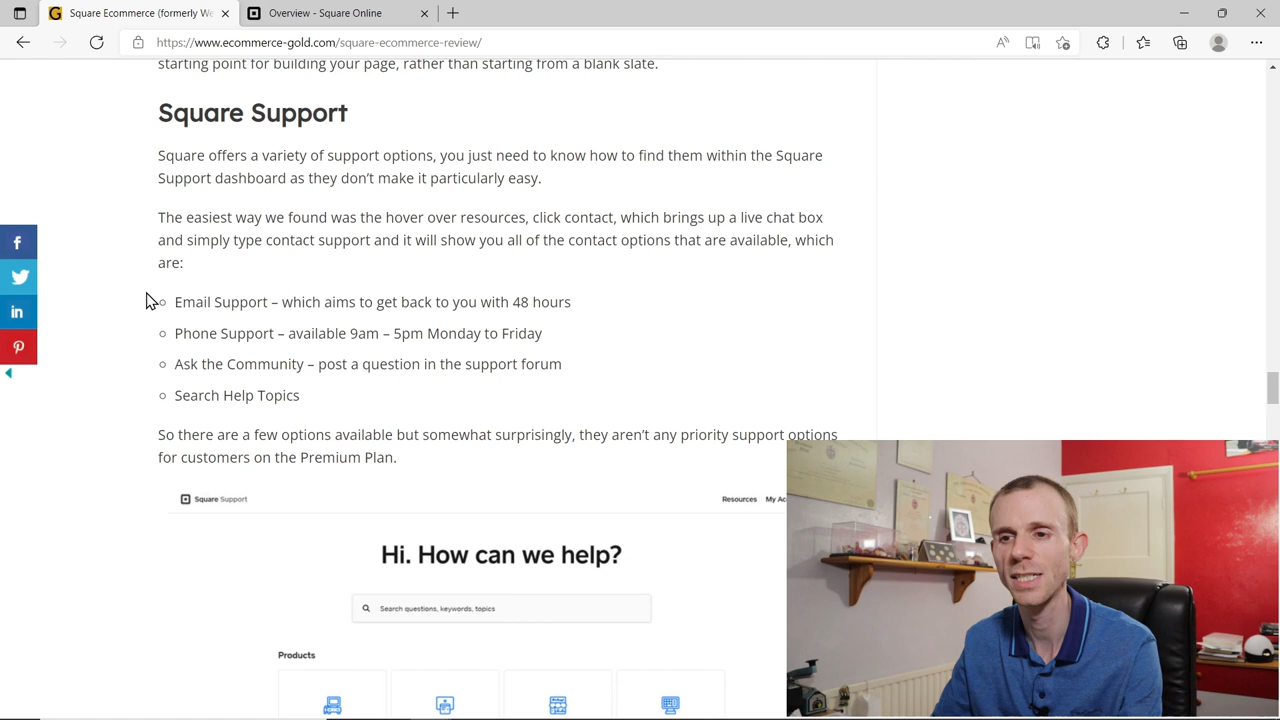 Square Ecommerce (formerly We
Overview - Square Online
https://www.ecommerce-gold.com/square-ecommerce-review/
starting point for building your page, rather than starting from a blank slate.
Square Support
Square offers a variety of support options, you just need to know how to find them within the Square
Support dashboard as they don't make it particularly easy.
The easiest way we found was the hover over resources, click contact, which brings up a live chat box
and simply type contact support and it will show you all of the contact options that are available, which
are:
Email Support – which aims to get back to you with 48 hours
Phone Support – available 9am – 5pm Monday to Friday
Ask the Community – post a question in the support forum
Search Help Topics
So there are a few options available but somewhat surprisingly, they aren't any priority support options
for customers on the Premium Plan.
Square Support
Resources My Ac
Hi. How can we help?
Search questions, keywords, topics
Products